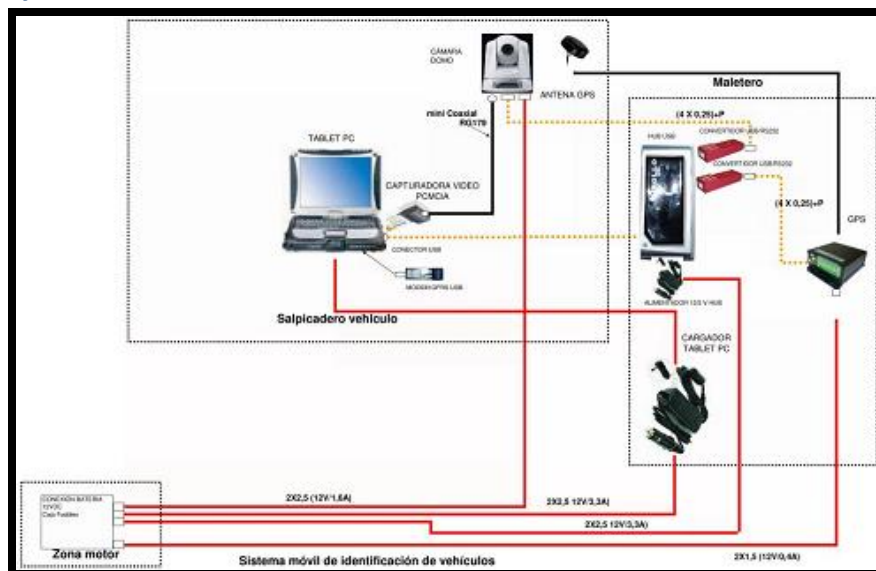 CÁMARA
DOMO
ANTENA GPS
Maletero
mini Coaxial
RG179
(4 X 0,25)+P
TABLET PC
HUB USB
CONVERTIDOR USB/RS232
CONVERTIDOR USB/RS232
CAPTURADORA VIDEO
PCMCIA
(4 X 0,25)+P
GPS
CONECTOR USB
MODEM GPRS USB
ALIMENTADOR 12/5 V HUB
Salpicadero vehículo
CARGADOR
TABLET PC
CONEXIÓN BATERIA
12VDC
Caja Fusibles
2X2,5 (12V/1,6A)
2X2,5 12V/3,3A)
2X2,5 12V/3,3A)
Zona motor
Sistema móvil de identificación de vehículos
2X1,5 (12V/0,4A)